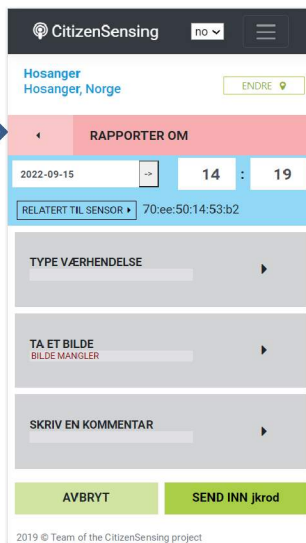 CitizenSensing no
Hosanger
Hosanger, Norge
ENDRE
RAPPORTER OM
2022-09-15 -> 14 : 19
RELATERT TIL SENSOR 70:ee:50:14:53:b2
TYPE VÆRHENDELSE
TA ET BILDE
BILDE MANGLER
SKRIV EN KOMMENTAR
AVBRYT SEND INN jkrod
2019 © Team of the CitizenSensing project